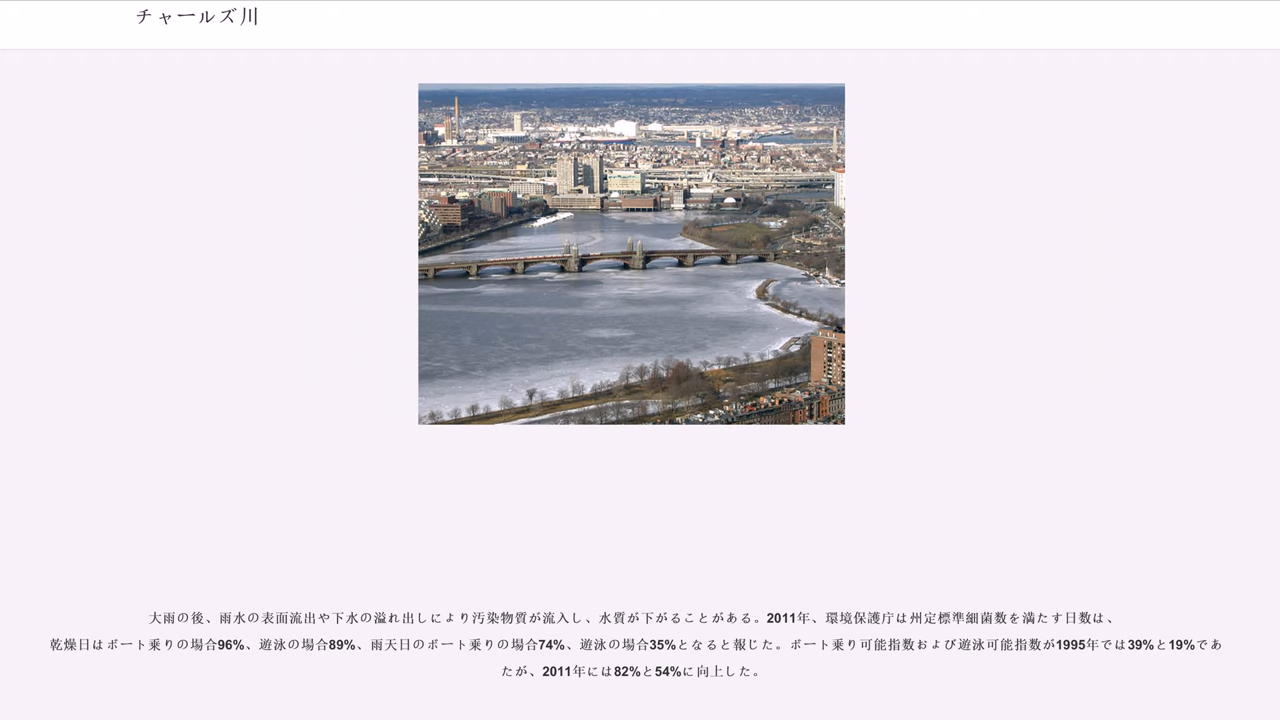 チャールズ川
大雨の後、雨水の表面流出や下水の溢れ出しにより汚染物質が流入し、水質が下がることがある。2011年、環境保護庁は州定標準細菌数を満たす日数は、
乾燥日はボート乗りの場合96%、遊泳の場合89%、雨天日のボート乗りの場合74%、遊泳の場合35%となると報じた。ボート乗り可能指数および遊泳可能指数が1995年では39%と19%であ
たが、2011年には82%と54%に向上した。